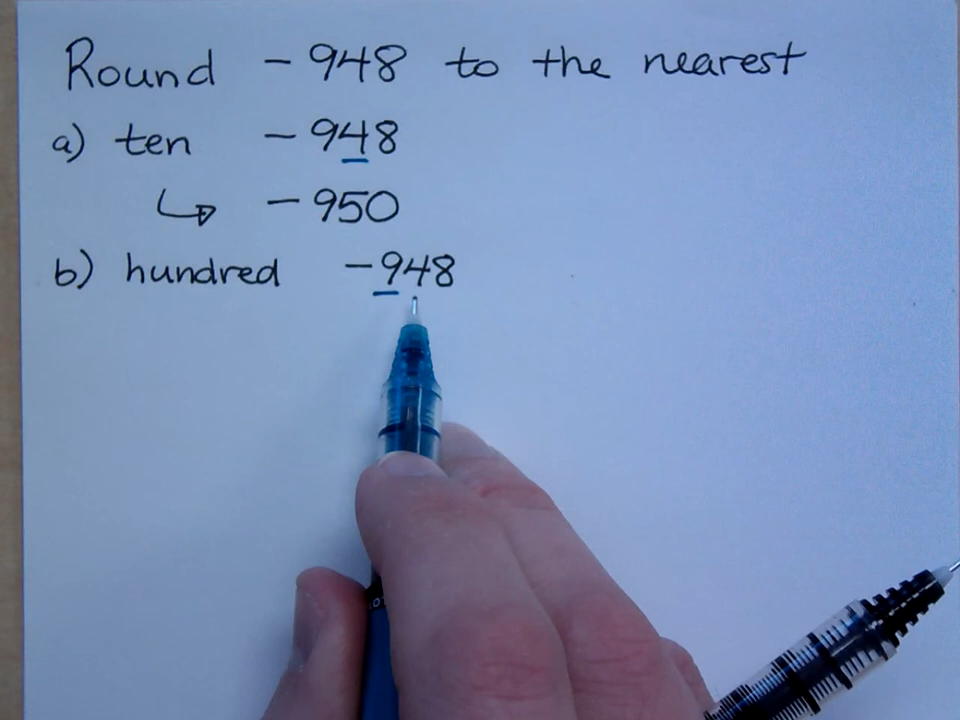 Round -948 to the nearest
a) ten -948
↳ -950
b) hundred -948